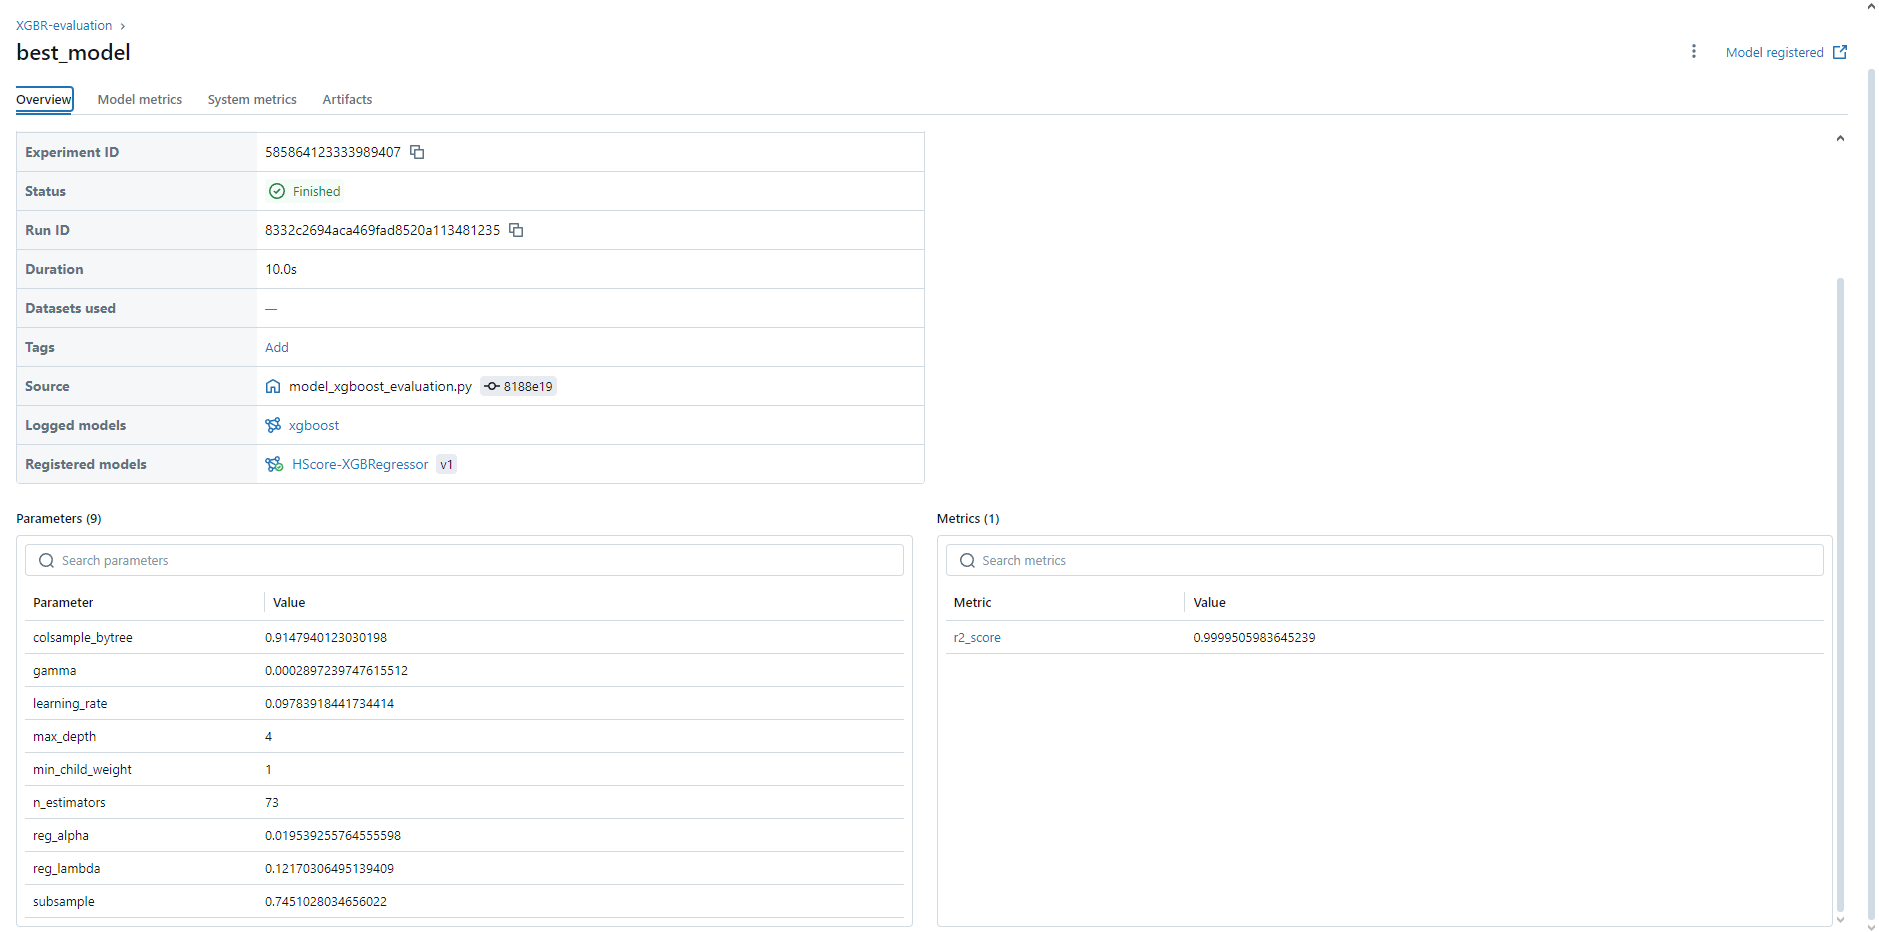 XGBR-evaluation
best_model
Model registered
Overview Model metrics System metrics Artifacts
Experiment ID 585864123333989407
Status Finished
Run ID 8332c2694aca469fad8520a113481235
Duration 10.0s
Datasets used —
Tags Add
Source model_xgboost_evaluation.py 8188e19
Logged models xgboost
Registered models HScore-XGBRegressor v1
Parameters (9)
Search parameters
Parameter Value
colsample_bytree 0.9147940123030198
gamma 0.0002897239747615512
learning_rate 0.09783918441734414
max_depth 4
min_child_weight 1
n_estimators 73
reg_alpha 0.019539255764555598
reg_lambda 0.12170306495139409
subsample 0.7451028034656022
Metrics (1)
Search metrics
Metric Value
r2_score 0.9999505983645239